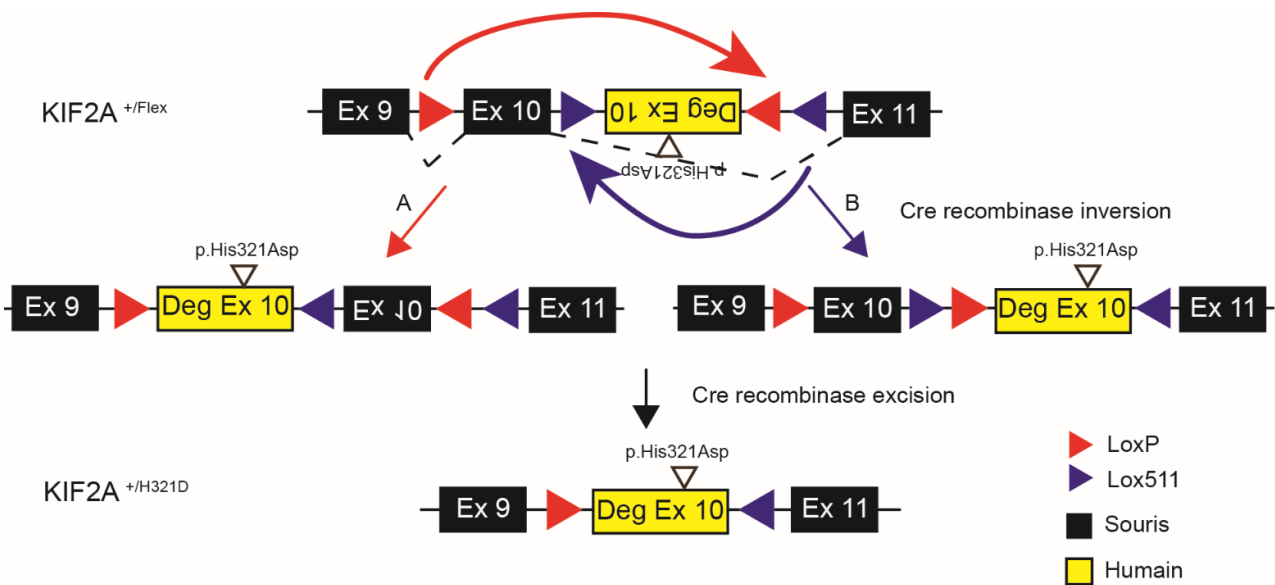 KIF2A +/Flex
Ex 9 Ex 10 Deg Ex 10 Ex 11
p.His321Asp
A B Cre recombinase inversion
p.His321Asp p.His321Asp
Ex 9 Deg Ex 10 Ex 10 Ex 11 Ex 9 Ex 10 Deg Ex 10 Ex 11
Cre recombinase excision
p.His321Asp
KIF2A +/H321D
Ex 9 Deg Ex 10 Ex 11
LoxP
Lox511
Souris
Humain